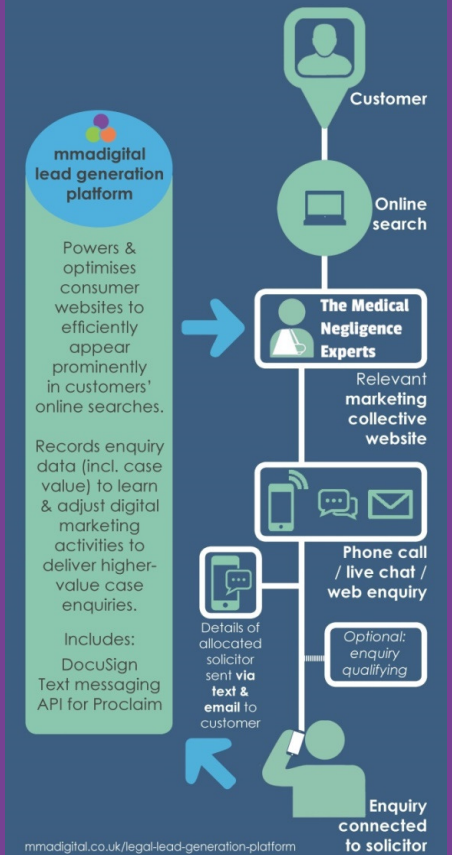 Customer
Online
search
mmadigital
lead generation
platform
Powers &
optimises
consumer
websites to
efficiently
appear
prominently
in customers'
online searches.
Records enquiry
data (incl. case
value) to learn
& adjust digital
marketing
activities to
deliver higher-
value case
enquiries.
Includes:
DocuSign
Text messaging
API for Proclaim
The Medical
Negligence
Experts
Relevant
marketing
collective
website
Phone call
/ live chat /
web enquiry
Details of
allocated
solicitor
sent via
text &
email to
customer
Optional:
enquiry
qualifying
Enquiry
connected
to solicitor
mmadigital.co.uk/legal-lead-generation-platform